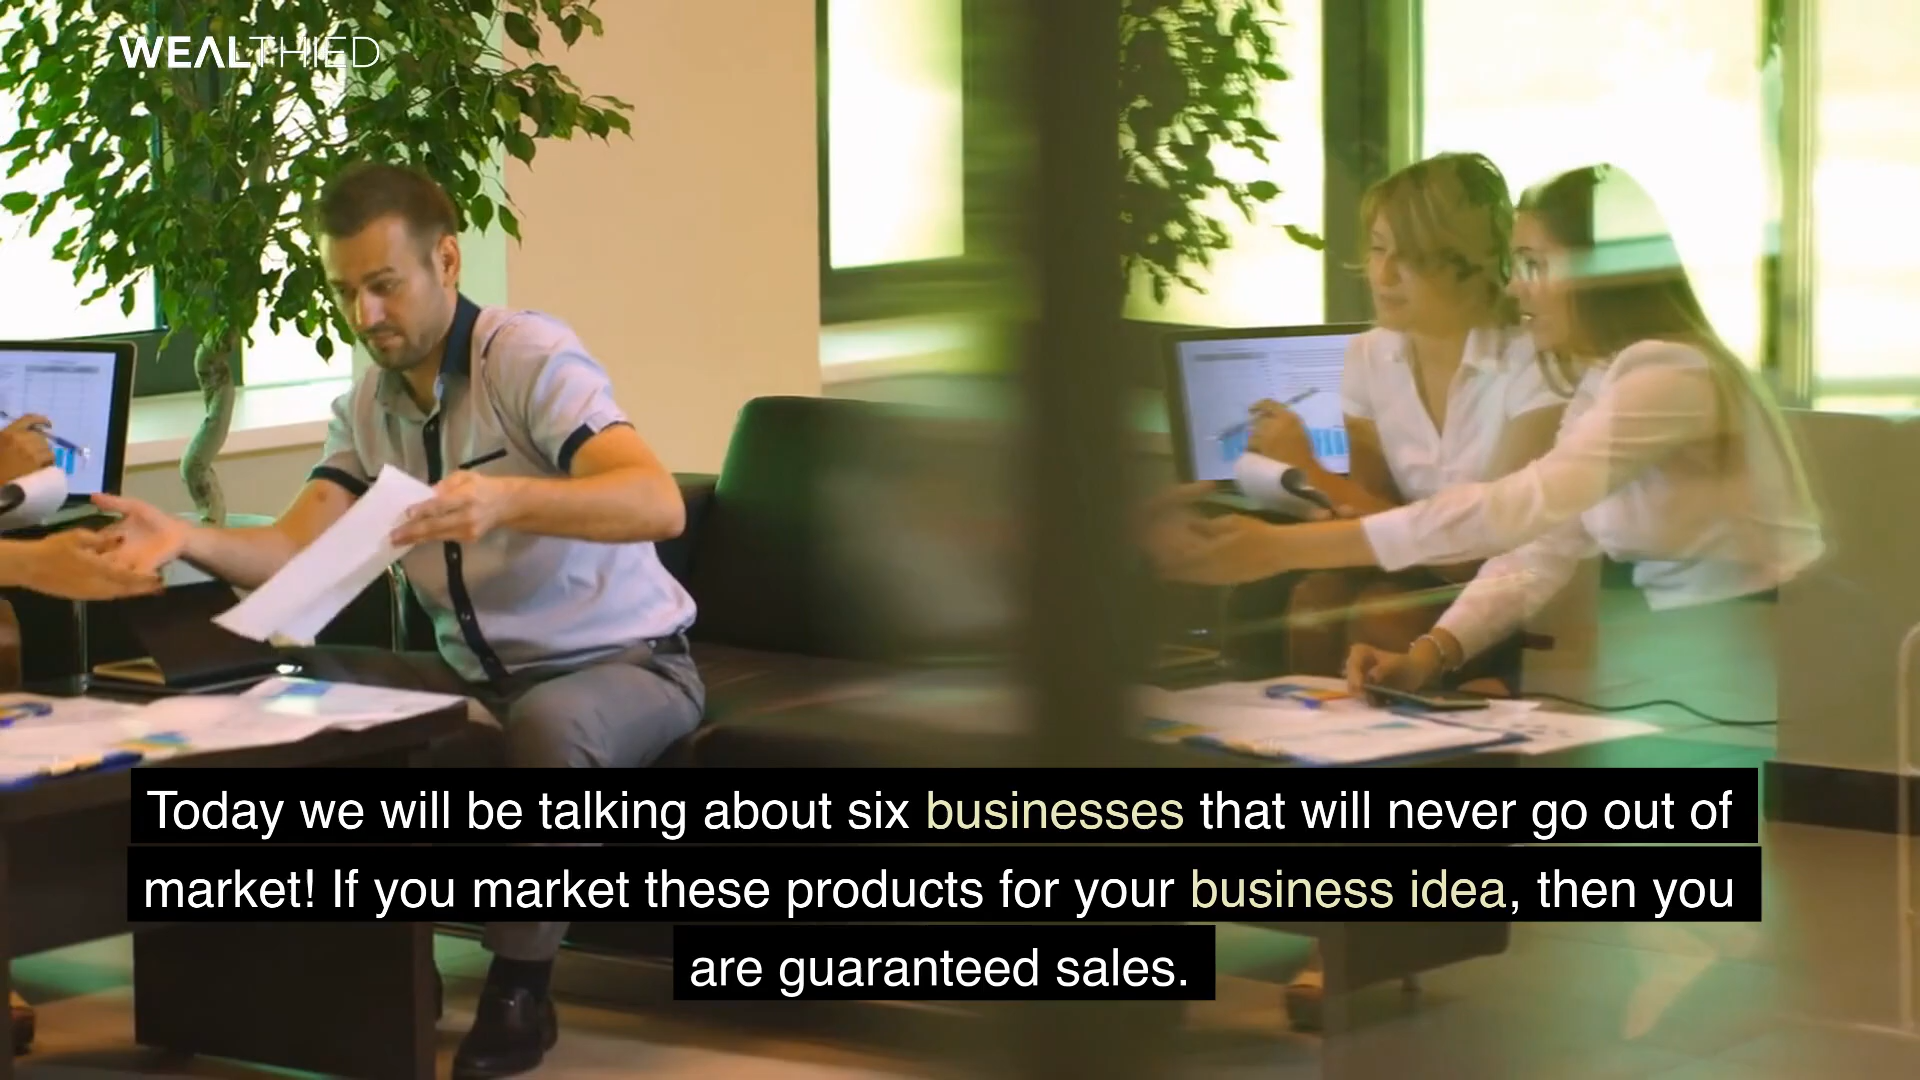 WEALTHIED
Today we will be talking about six businesses that will never go out of
market! If you market these products for your business idea, then you
are guaranteed sales.